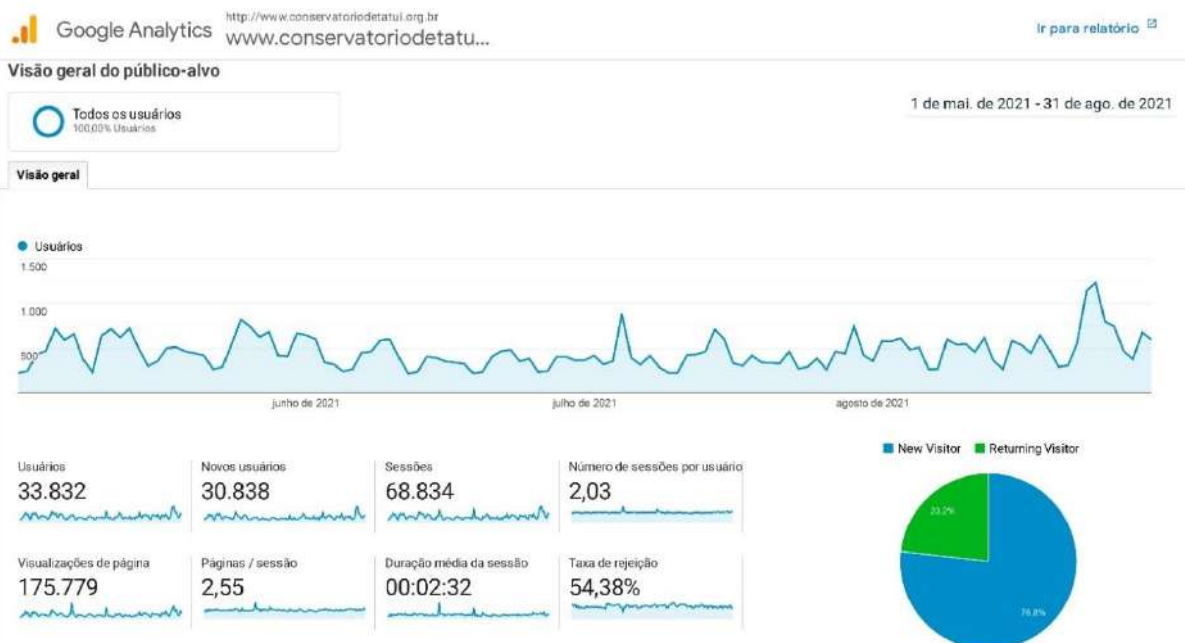 Google Analytics
http://www.conservatoriodetatui.org.br
www.conservatoriodetatu...
Ir para relatório
Visão geral do público-alvo
Todos os usuários
100,00% Usuários
1 de mai. de 2021 - 31 de ago. de 2021
Visão geral
Usuários
1.500
1.000
500
junho de 2021
julho de 2021
agosto de 2021
New Visitor
Returning Visitor
Usuários
33.832
Novos usuários
30.838
Sessões
68.834
Número de sessões por usuário
2,03
Visualizações de página
175.779
Páginas / sessão
2,55
Duração média da sessão
00:02:32
Taxa de rejeição
54,38%
23.2%
76.8%